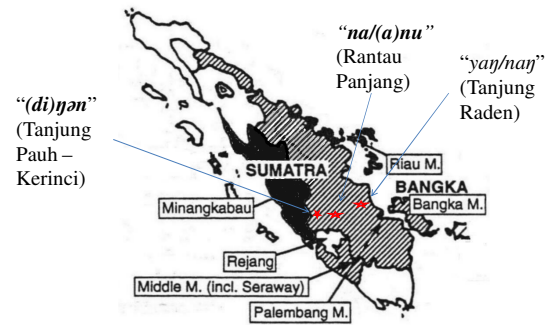 “na/(a)nu”
(Rantau
Panjang)
“yaŋ/naŋ”
(Tanjung
Raden)
“(di)ŋən”
(Tanjung
Pauh –
Kerinci)
SUMATRA
Riau M.
BANGKA
Bangka M.
Minangkabau
Rejang
Middle M. (incl. Seraway)
Palembang M.